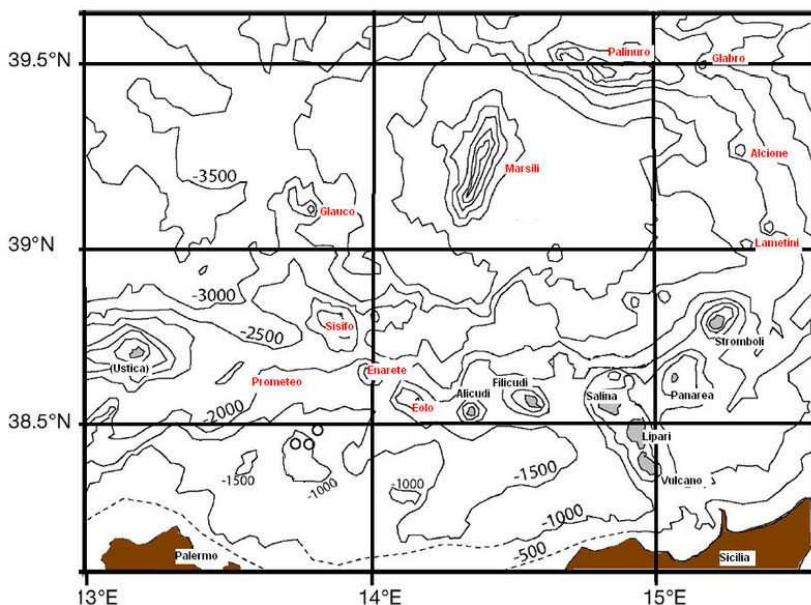 39.5°N
Palinuro
Glabro
Alcione
Marsili
-3500
Glauco
39°N
Lametini
-3000
-2500
Sisifo
Stromboli
(Ustica)
Prometeo
Enarete
Eolo
Alicudi
Filicudi
Salina
Panarea
-2000
38.5°N
Lipari
-1500
-1000
-1000
-1500
Vulcano
-1000
-500
Palermo
Sicilia
13°E
14°E
15°E